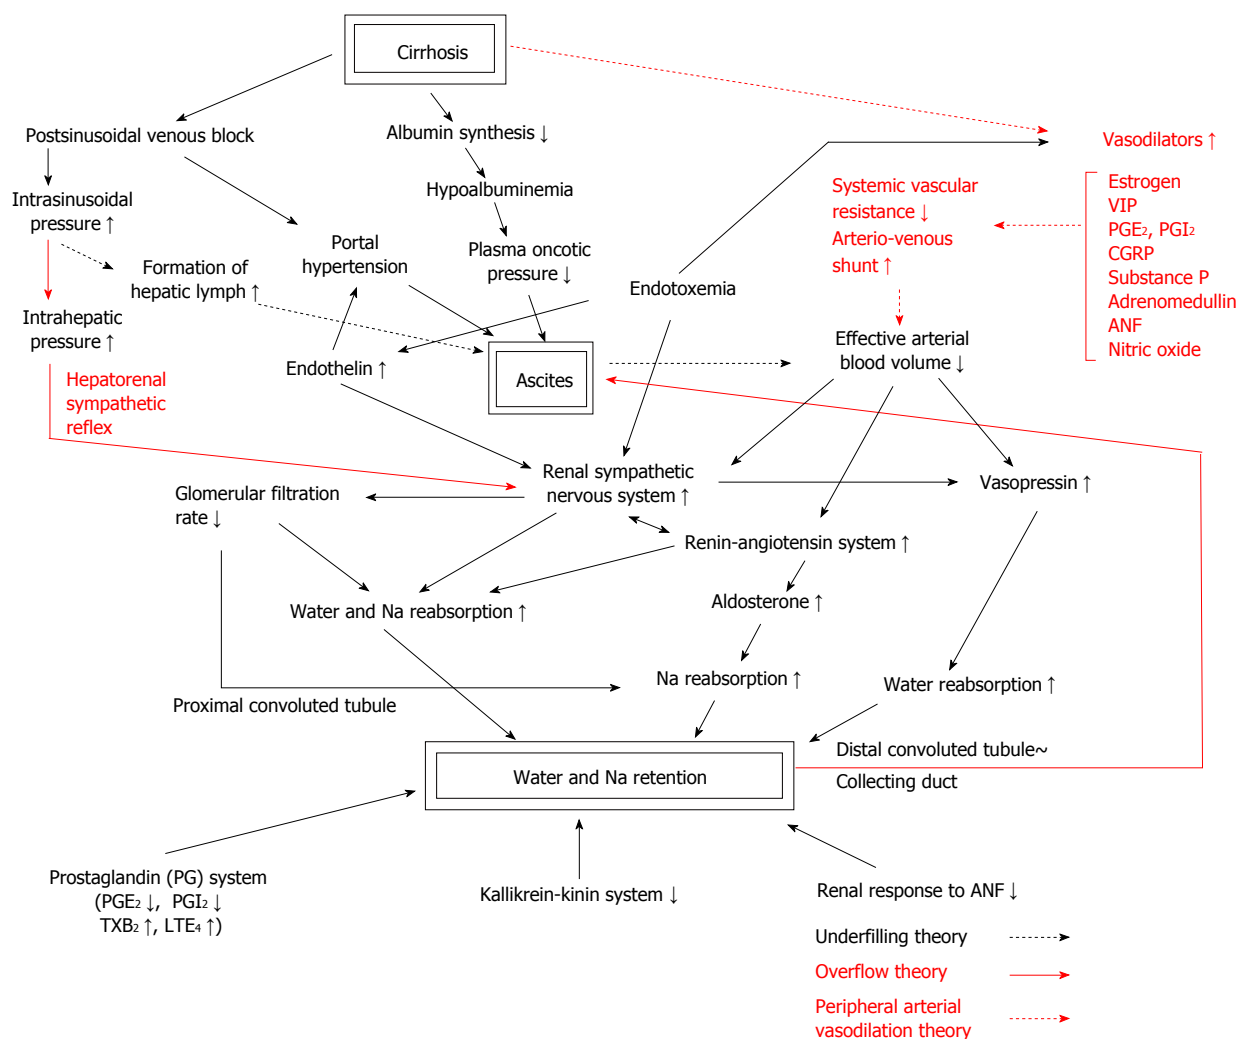 Cirrhosis
Postsinusoidal venous block
Albumin synthesis ↓
Vasodilators ↑
Intrasinusoidal
pressure ↑
Hypoalbuminemia
Systemic vascular
resistance ↓
Arterio-venous
shunt ↑
Estrogen
VIP
PGE₂, PGI₂
CGRP
Substance P
Adrenomedullin
ANF
Nitric oxide
Formation of
hepatic lymph ↑
Portal
hypertension
Plasma oncotic
pressure ↓
Endotoxemia
Intrahepatic
pressure ↑
Endothelin ↑
Ascites
Effective arterial
blood volume ↓
Hepatorenal
sympathetic
reflex
Glomerular filtration
rate ↓
Renal sympathetic
nervous system ↑
Vasopressin ↑
Renin-angiotensin system ↑
Water and Na reabsorption ↑
Aldosterone ↑
Proximal convoluted tubule
Na reabsorption ↑
Water reabsorption ↑
Water and Na retention
Distal convoluted tubule~
Collecting duct
Prostaglandin (PG) system
(PGE₂ ↓, PGI₂ ↓
TXB₂ ↑, LTE₄ ↑)
Kallikrein-kinin system ↓
Renal response to ANF ↓
Underfilling theory
Overflow theory
Peripheral arterial
vasodilation theory